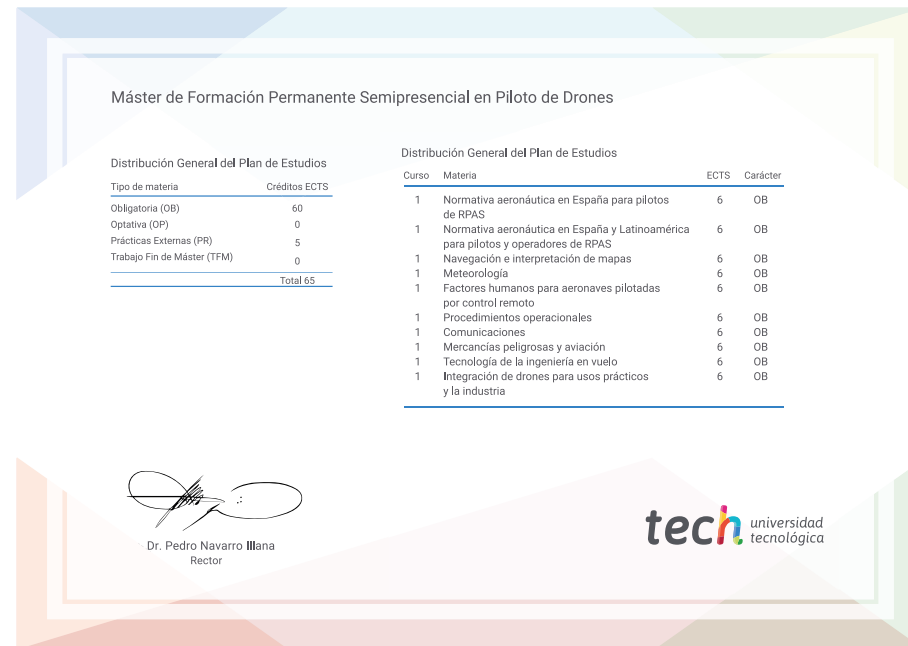 Máster de Formación Permanente Semipresencial en Piloto de Drones
Distribución General del Plan de Estudios
Tipo de materia Créditos ECTS
Obligatoria (OB) 60
Optativa (OP) 0
Prácticas Externas (PR) 5
Trabajo Fin de Máster (TFM) 0
Total 65
Distribución General del Plan de Estudios
Curso Materia ECTS Carácter
1 Normativa aeronáutica en España para pilotos 6 OB
de RPAS
1 Normativa aeronáutica en España y Latinoamérica 6 OB
para pilotos y operadores de RPAS
1 Navegación e interpretación de mapas 6 OB
1 Meteorología 6 OB
1 Factores humanos para aeronaves pilotadas 6 OB
por control remoto
1 Procedimientos operacionales 6 OB
1 Comunicaciones 6 OB
1 Mercancías peligrosas y aviación 6 OB
1 Tecnología de la ingeniería en vuelo 6 OB
1 Integración de drones para usos prácticos 6 OB
y la industria
Dr. Pedro Navarro Illana
Rector
tech universidad
tecnológica